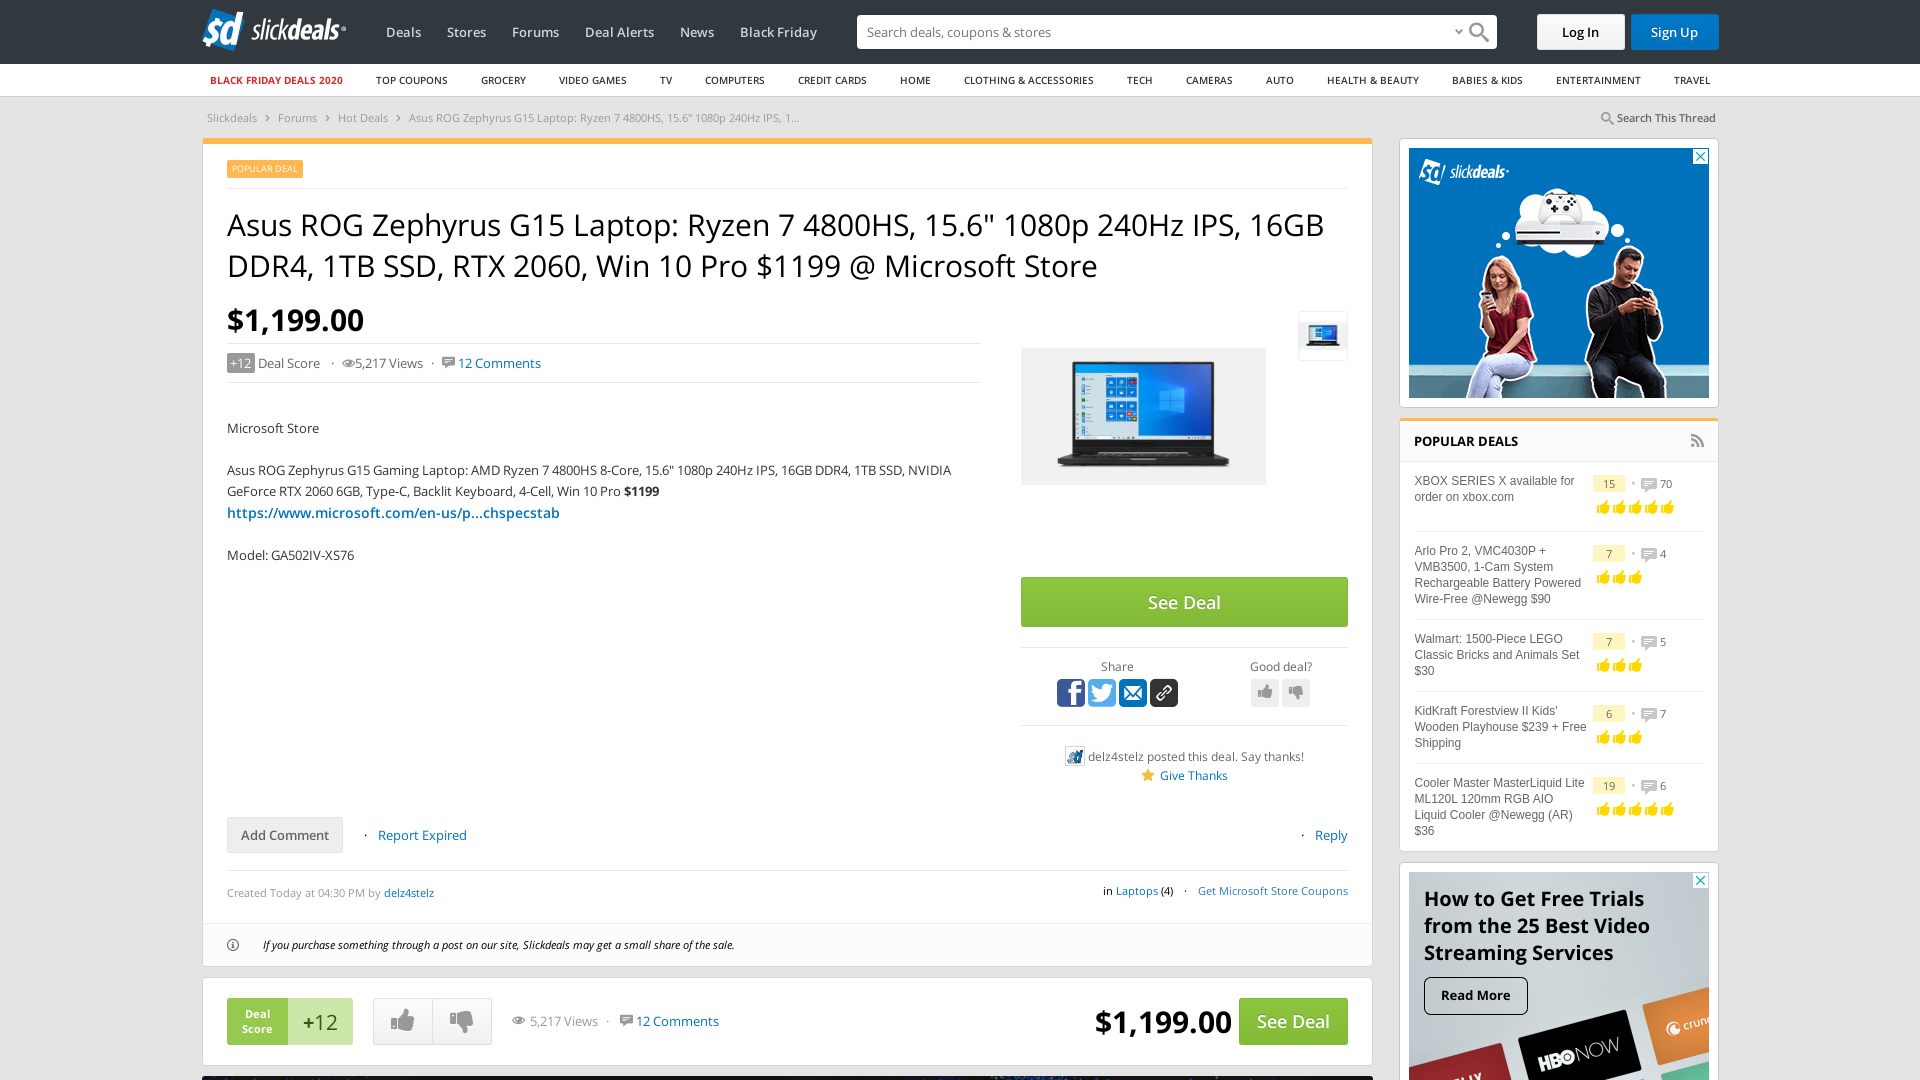 slickdeals
Deals
Stores
Forums
Deal Alerts
News
Black Friday
Search deals, coupons & stores
Log In
Sign Up
BLACK FRIDAY DEALS 2020
TOP COUPONS
GROCERY
VIDEO GAMES
TV
COMPUTERS
CREDIT CARDS
HOME
CLOTHING & ACCESSORIES
TECH
CAMERAS
AUTO
HEALTH & BEAUTY
BABIES & KIDS
ENTERTAINMENT
TRAVEL
Slickdeals › Forums › Hot Deals › Asus ROG Zephyrus G15 Laptop: Ryzen 7 4800HS, 15.6" 1080p 240Hz IPS, 1...
Search This Thread
POPULAR DEAL
Asus ROG Zephyrus G15 Laptop: Ryzen 7 4800HS, 15.6" 1080p 240Hz IPS, 16GB
DDR4, 1TB SSD, RTX 2060, Win 10 Pro $1199 @ Microsoft Store
$1,199.00
+12 Deal Score · 5,217 Views · 12 Comments
Microsoft Store
Asus ROG Zephyrus G15 Gaming Laptop: AMD Ryzen 7 4800HS 8-Core, 15.6" 1080p 240Hz IPS, 16GB DDR4, 1TB SSD, NVIDIA
GeForce RTX 2060 6GB, Type-C, Backlit Keyboard, 4-Cell, Win 10 Pro $1199
https://www.microsoft.com/en-us/p...chspecstab
Model: GA502IV-XS76
See Deal
Share
Good deal?
delz4stelz posted this deal. Say thanks!
Give Thanks
Add Comment
· Report Expired
· Reply
Created Today at 04:30 PM by delz4stelz
in Laptops (4) · Get Microsoft Store Coupons
If you purchase something through a post on our site, Slickdeals may get a small share of the sale.
Deal
Score
+12
5,217 Views · 12 Comments
$1,199.00
See Deal
sd slickdeals
POPULAR DEALS
XBOX SERIES X available for
order on xbox.com
15 · 70
Arlo Pro 2, VMC4030P +
VMB3500, 1-Cam System
Rechargeable Battery Powered
Wire-Free @Newegg $90
7 · 4
Walmart: 1500-Piece LEGO
Classic Bricks and Animals Set
$30
7 · 5
KidKraft Forestview II Kids'
Wooden Playhouse $239 + Free
Shipping
6 · 7
Cooler Master MasterLiquid Lite
ML120L 120mm RGB AIO
Liquid Cooler @Newegg (AR)
$36
19 · 6
How to Get Free Trials
from the 25 Best Video
Streaming Services
Read More
HBO NOW